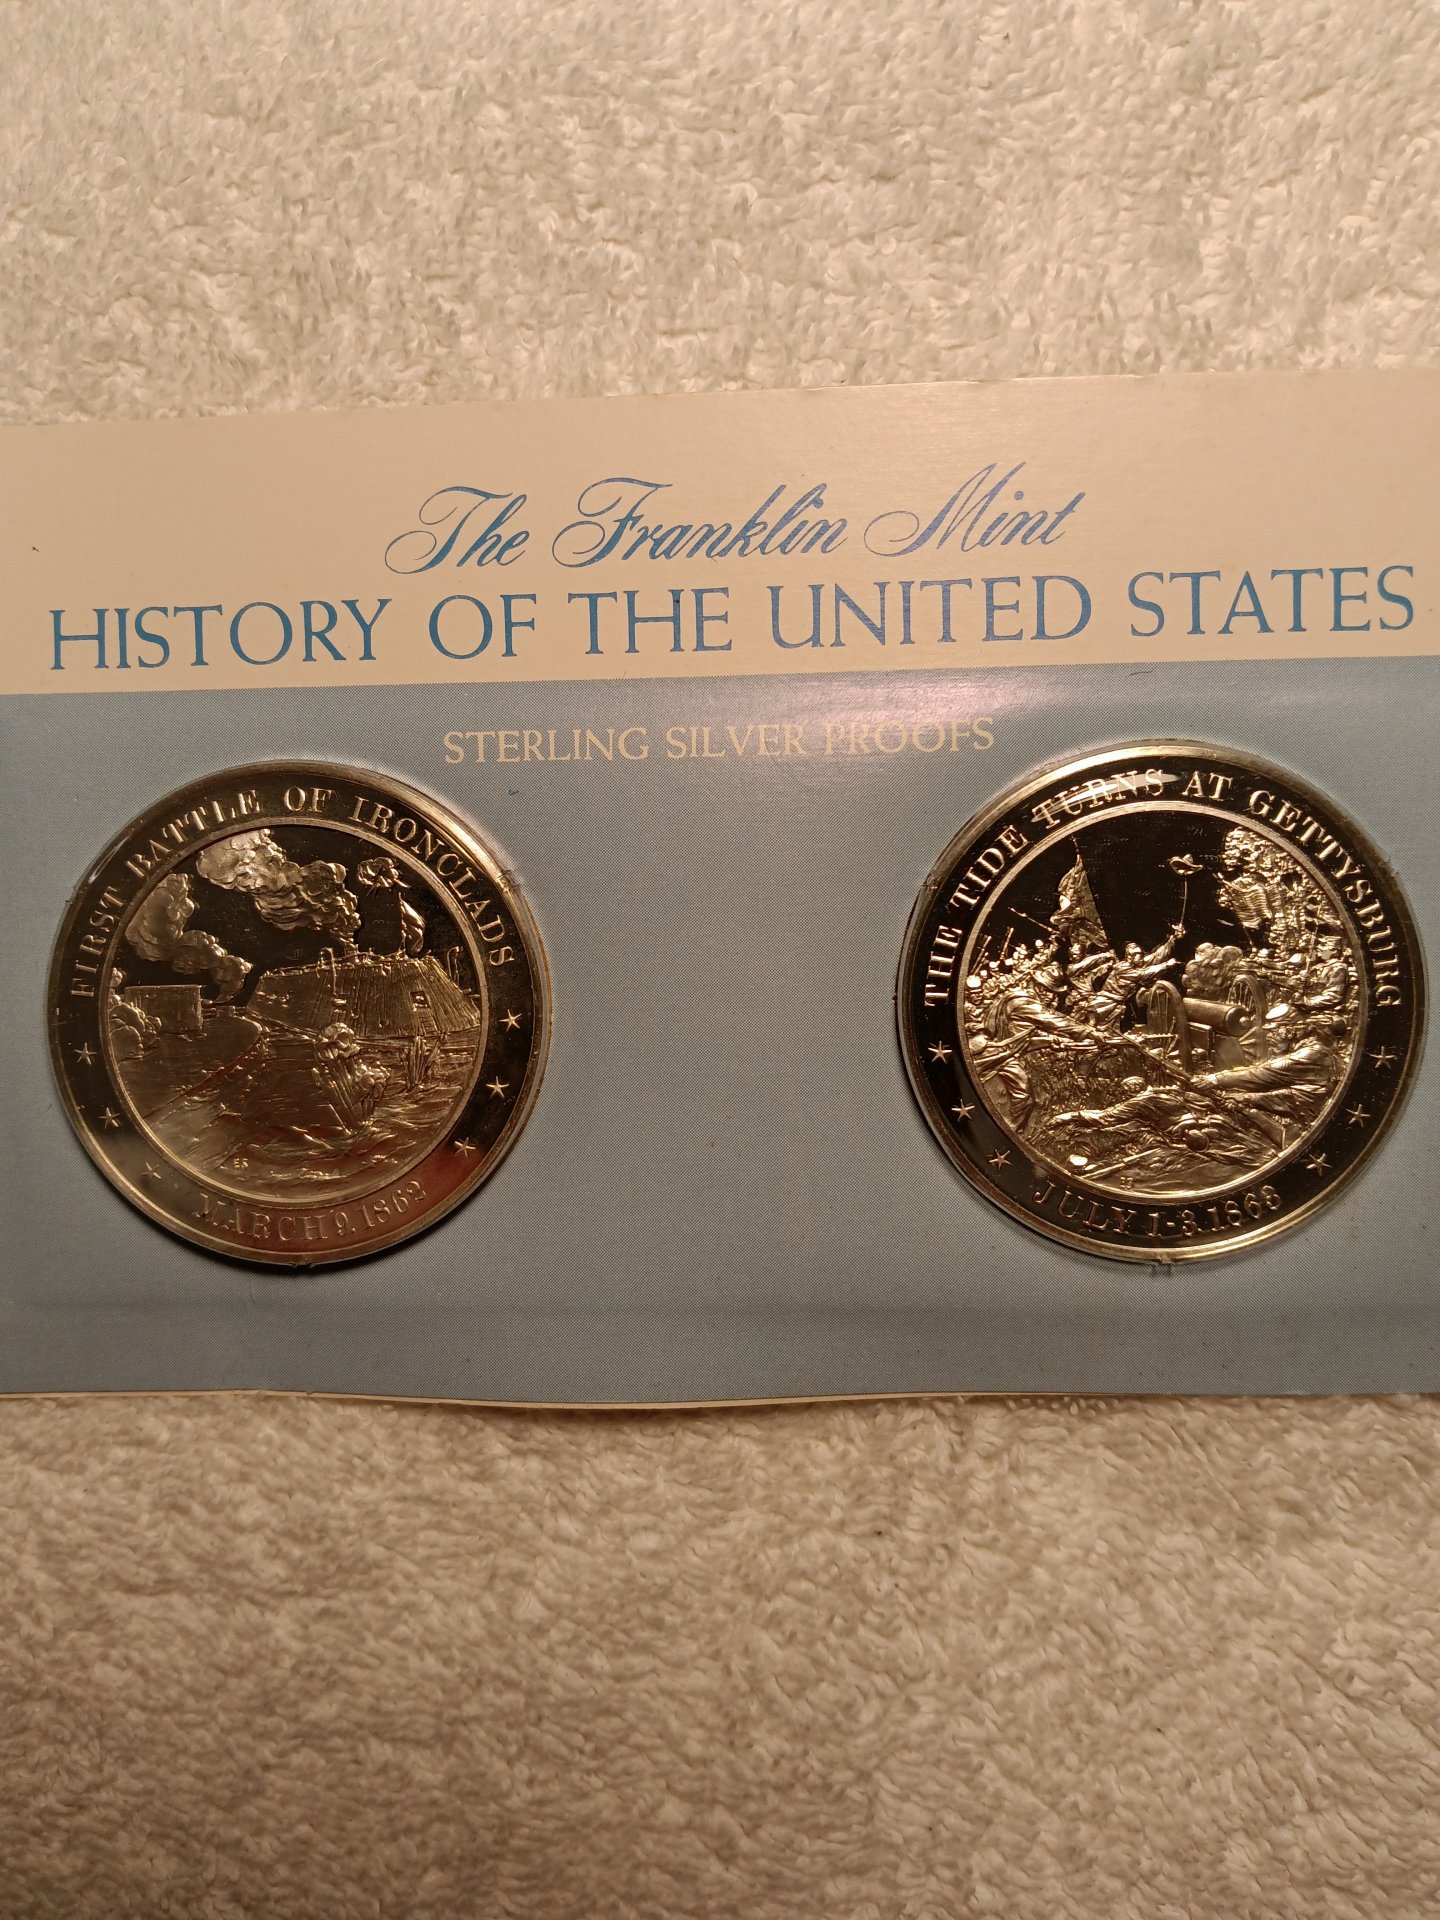 The Franklin Mint
HISTORY OF THE UNITED STATES
STERLING SILVER PROOFS
FIRST BATTLE OF IRONCLADS
MARCH 9, 1862
THE TIDE TURNS AT GETTYSBURG
JULY 1-3, 1863